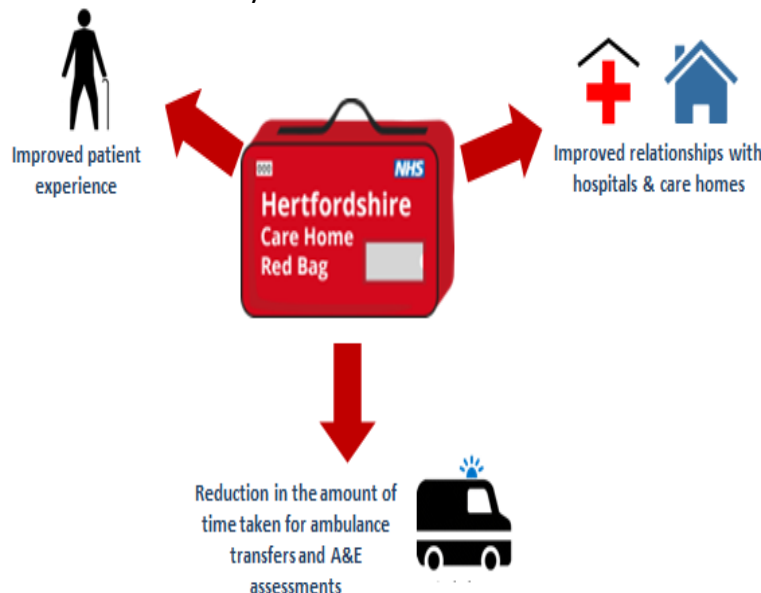 Improved patient
experience
Improved relationships with
hospitals & care homes
NHS
Hertfordshire
Care Home
Red Bag
Reduction in the amount of
time taken for ambulance
transfers and A&E
assessments